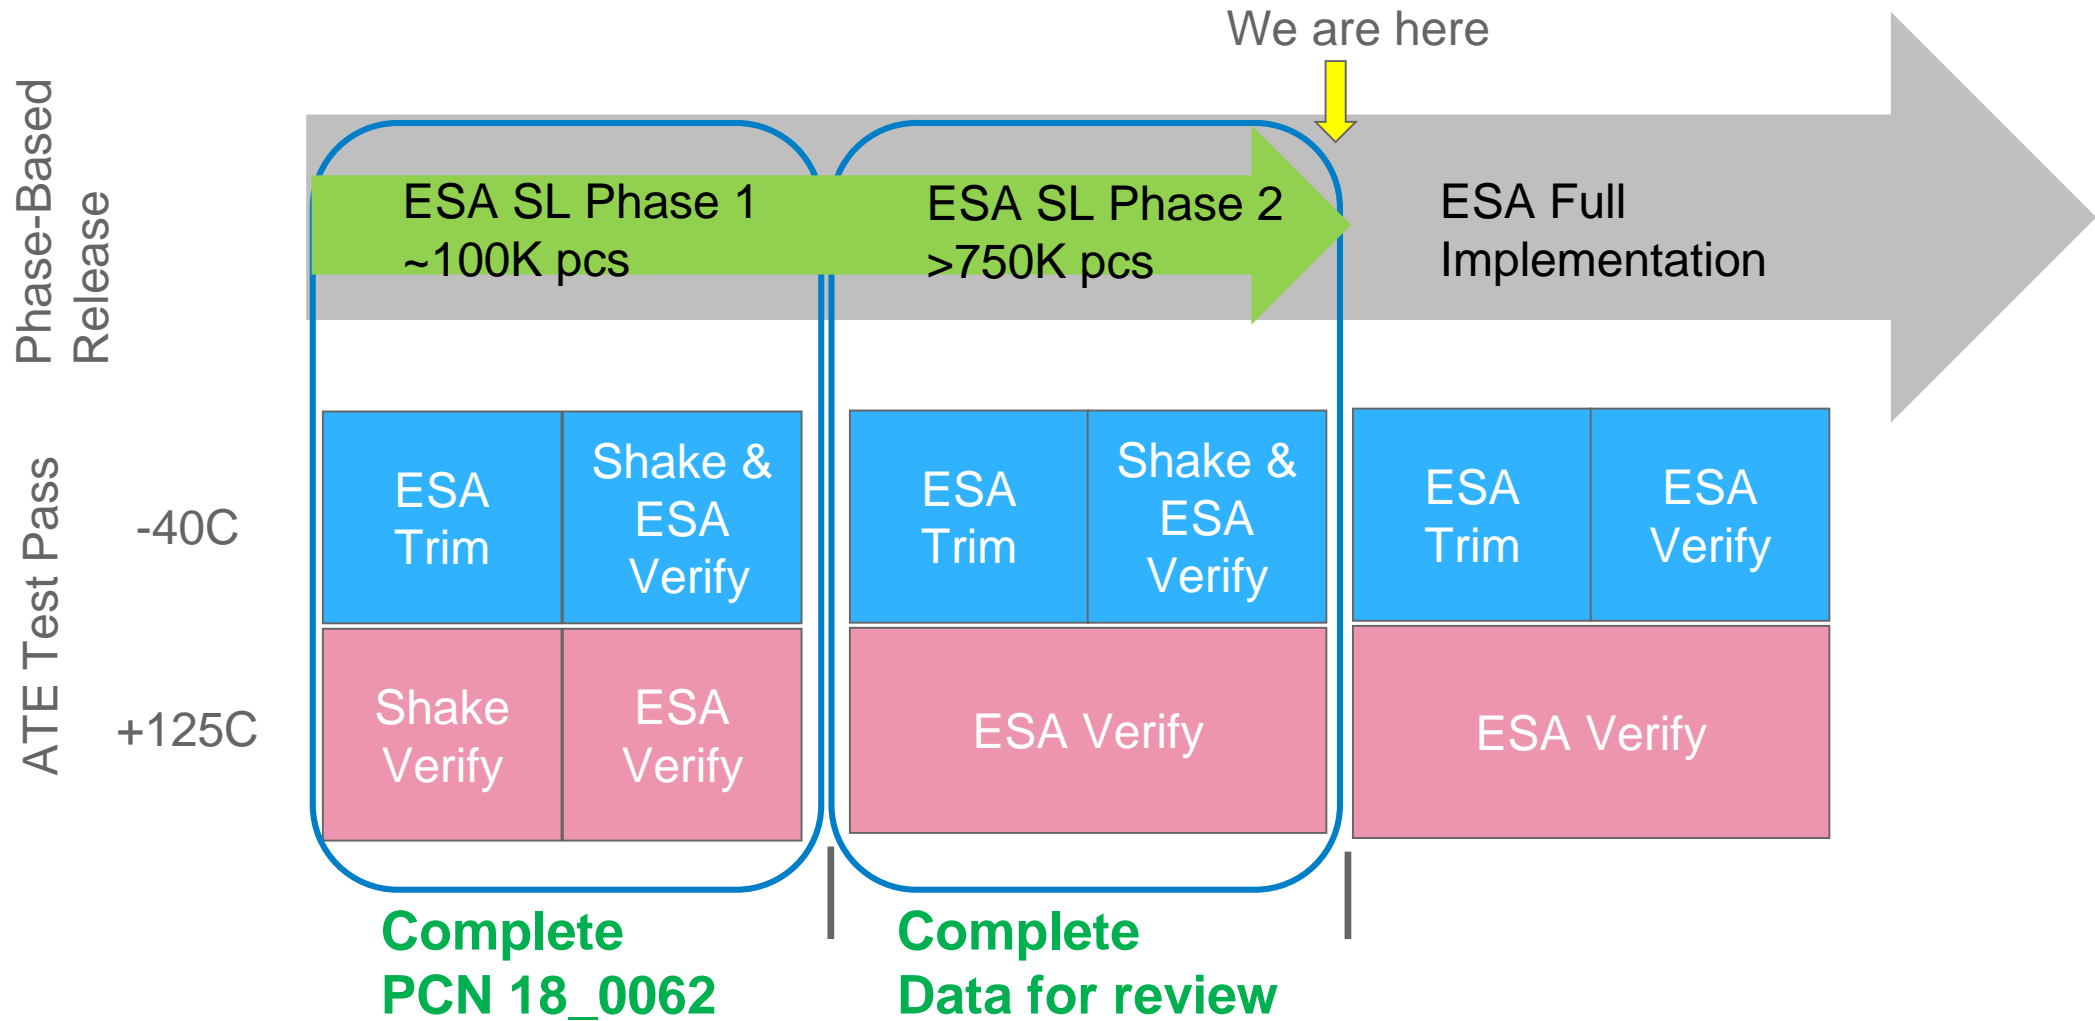 We are here
Phase-Based
Release
ESA SL Phase 1
~100K pcs
ESA SL Phase 2
>750K pcs
ESA Full
Implementation
ATE Test Pass
-40C
ESA
Trim
Shake &
ESA
Verify
ESA
Trim
Shake &
ESA
Verify
ESA
Trim
ESA
Verify
+125C
Shake
Verify
ESA
Verify
ESA Verify
ESA Verify
Complete
PCN 18_0062
Complete
Data for review